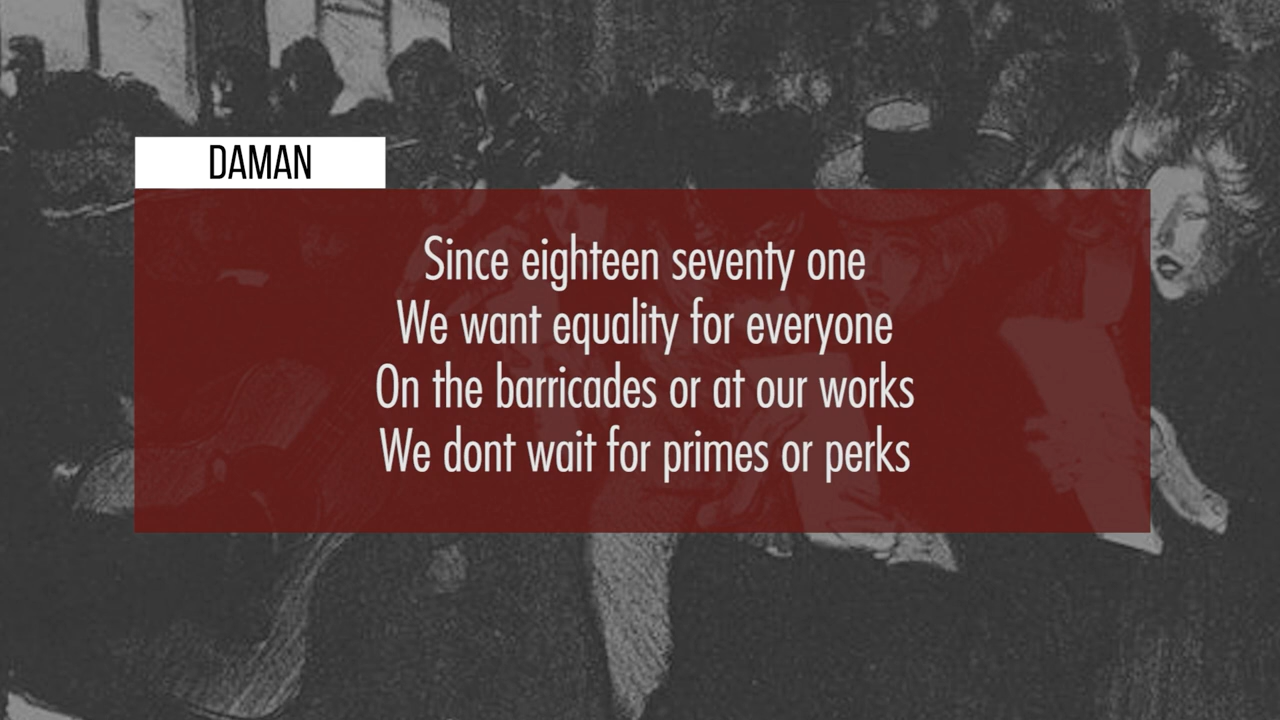 DAMAN
Since eighteen seventy one
We want equality for everyone
On the barricades or at our works
We dont wait for primes or perks